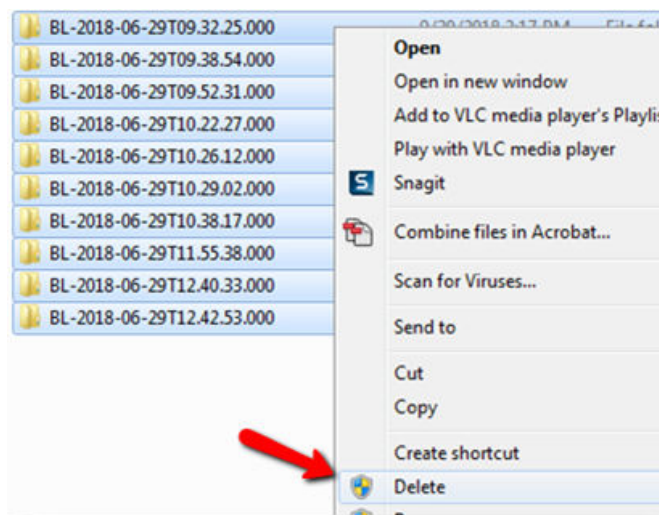 BL-2018-06-29T09.32.25.000
BL-2018-06-29T09.38.54.000
BL-2018-06-29T09.52.31.000
BL-2018-06-29T10.22.27.000
BL-2018-06-29T10.26.12.000
BL-2018-06-29T10.29.02.000
BL-2018-06-29T10.38.17.000
BL-2018-06-29T11.55.38.000
BL-2018-06-29T12.40.33.000
BL-2018-06-29T12.42.53.000
Open
Open in new window
Add to VLC media player's Playlis
Play with VLC media player
Snagit
Combine files in Acrobat...
Scan for Viruses...
Send to
Cut
Copy
Create shortcut
Delete